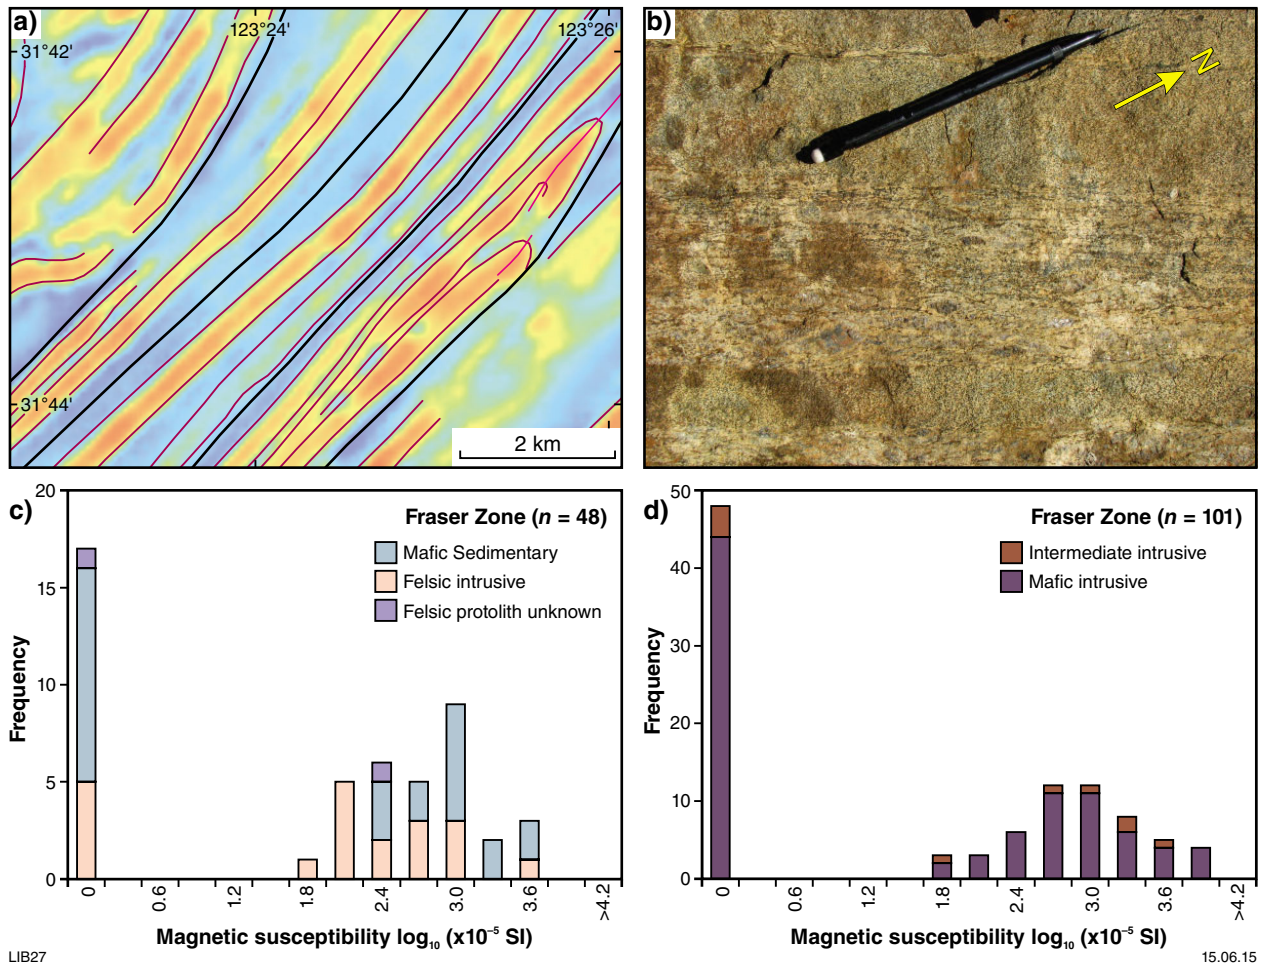 a)
123°24'
123°26'
31°42'
31°44'
2 km
b)
N
c)
Fraser Zone (n = 48)
Mafic Sedimentary
Felsic intrusive
Felsic protolith unknown
Frequency
20
15
10
5
0
0 0.6 1.2 1.8 2.4 3.0 3.6 >4.2
Magnetic susceptibility log₁₀ (x10⁻⁵ SI)
d)
Fraser Zone (n = 101)
Intermediate intrusive
Mafic intrusive
Frequency
50
40
30
20
10
0
0 0.6 1.2 1.8 2.4 3.0 3.6 >4.2
Magnetic susceptibility log₁₀ (x10⁻⁵ SI)
LIB27
15.06.15